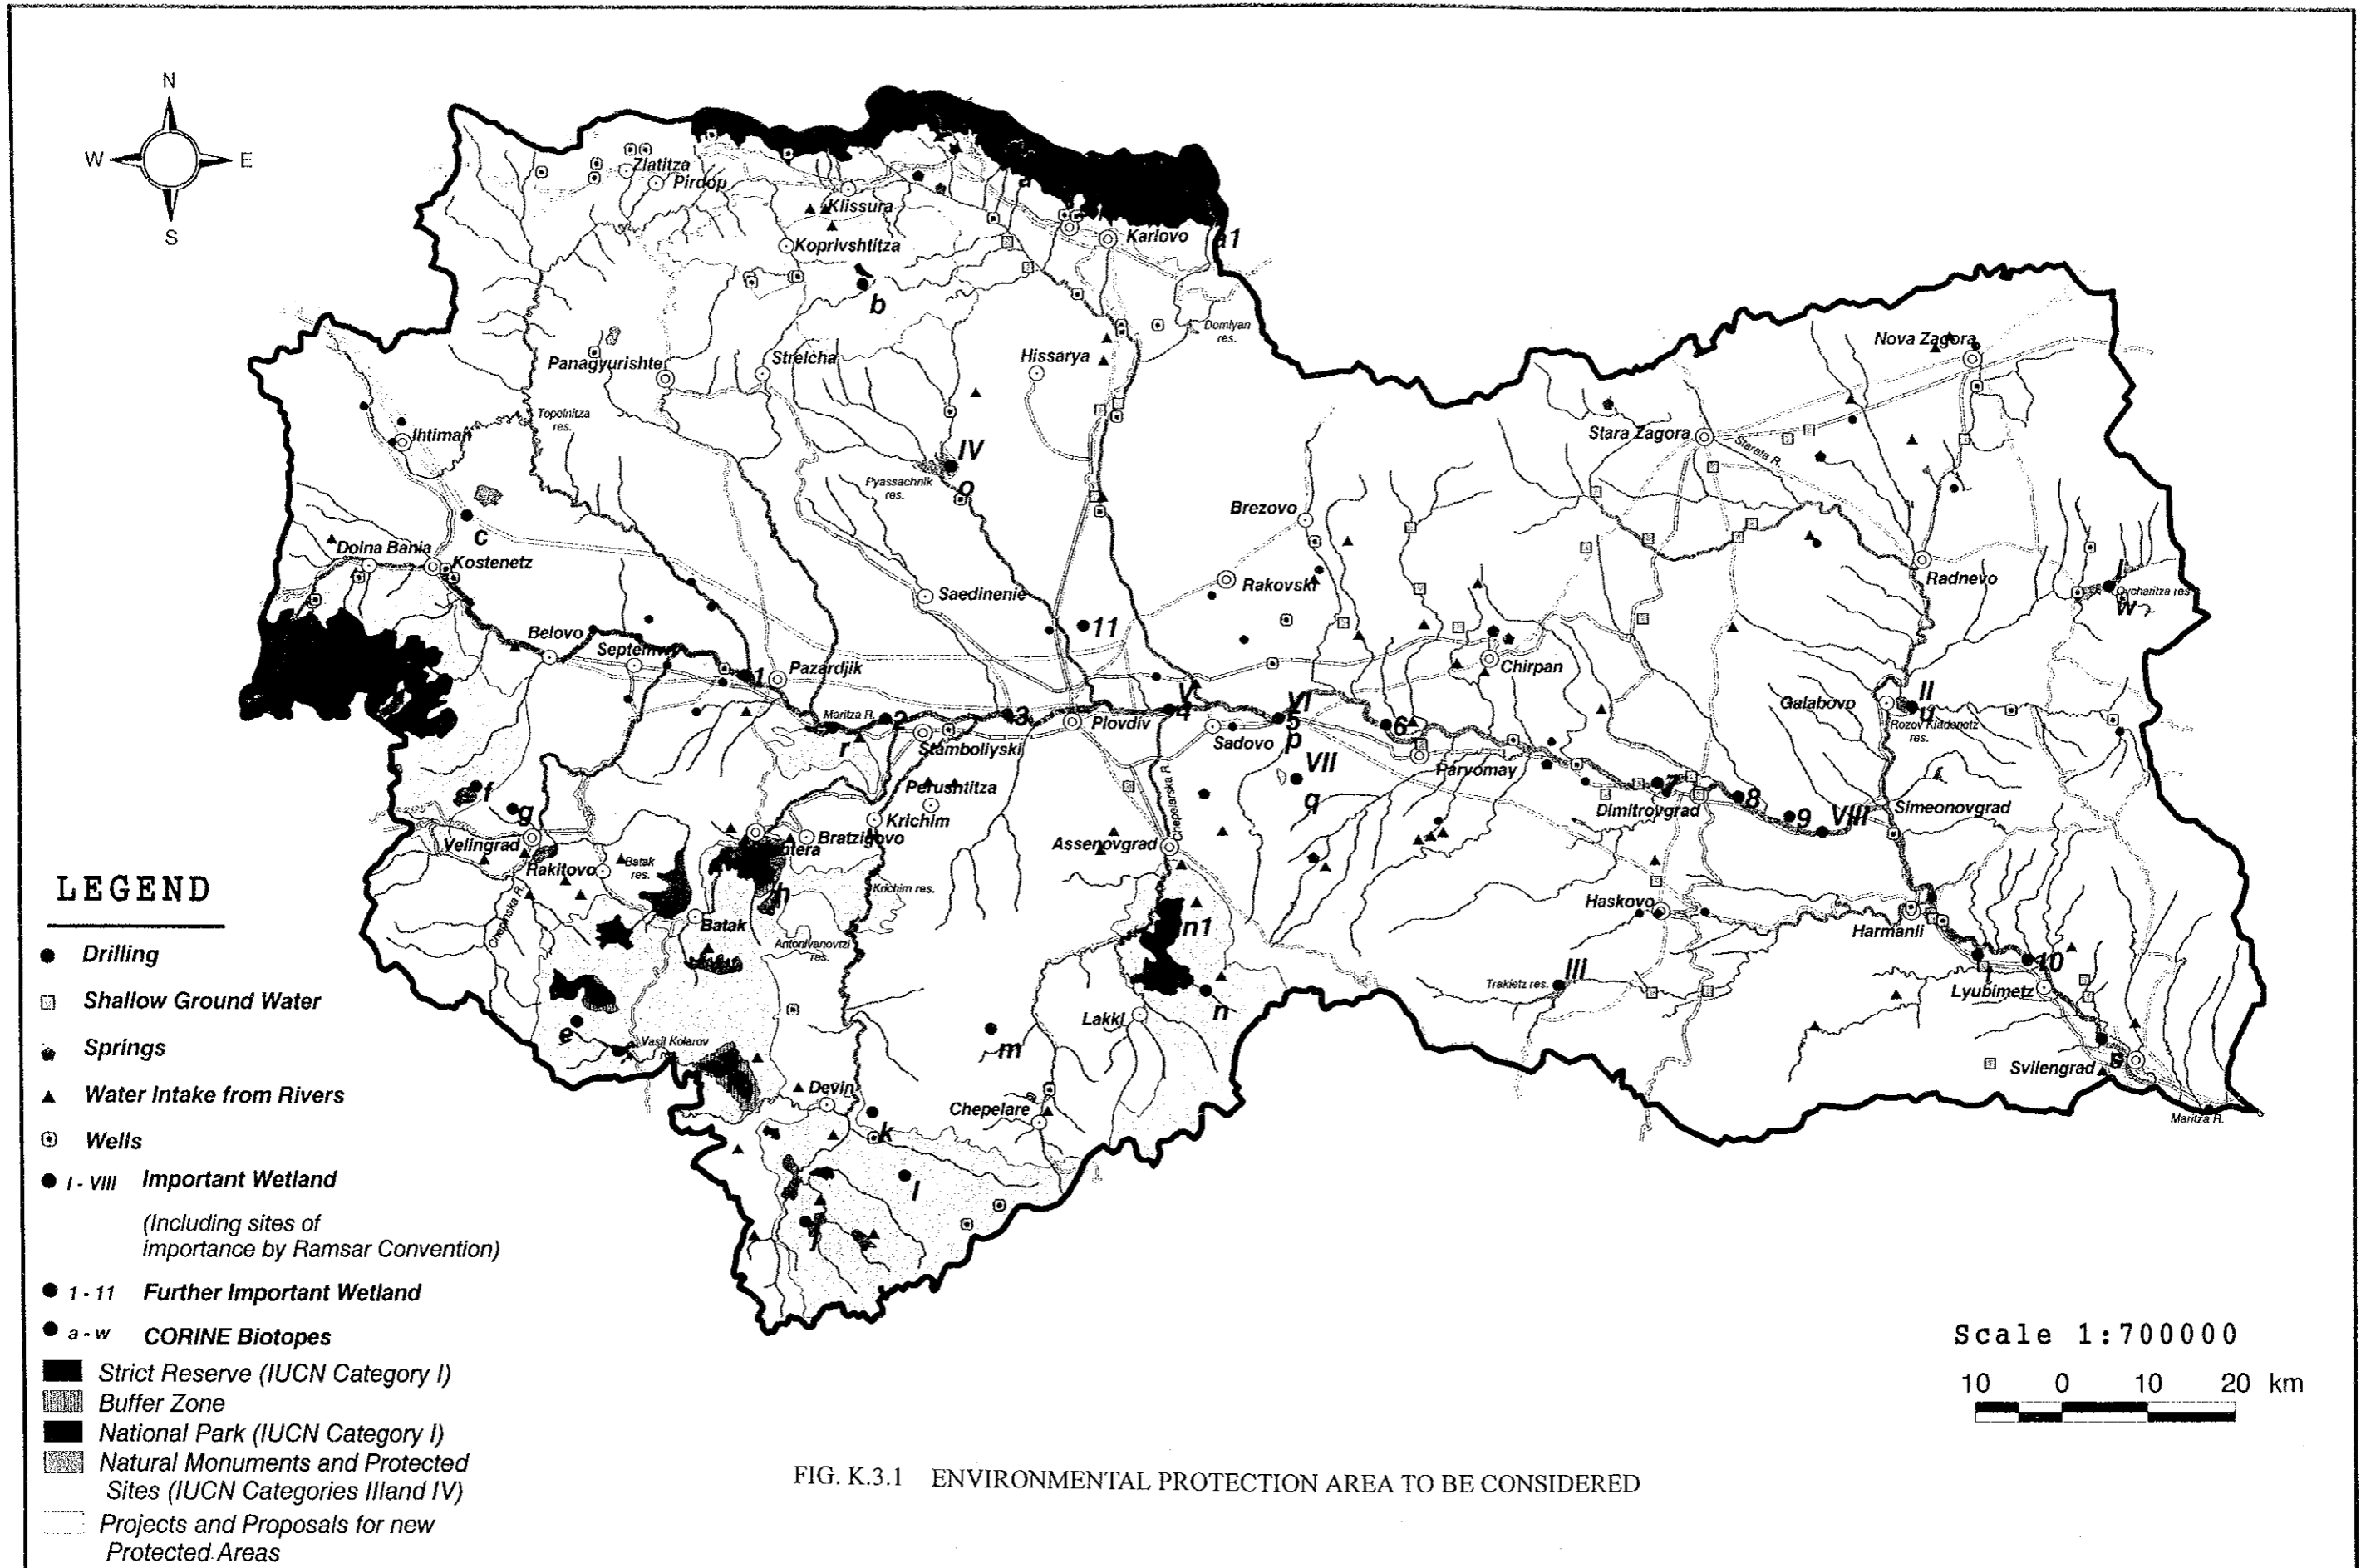 N
W E
S
Zlatitza
Pirdop
Klissura
Koprivshtitza
a
Karlovo
a1
b
Domlyan
res.
Panagyurishte
Strelcha
Hissarya
Nova Zagora
Topolnitza
res.
Ihtiman
IV
Pyassachnik
res.
o
Stara Zagora
Starata R.
Brezovo
c
Dolna Bania
Kostenetz
Saedinenie
Rakovski
Radnevo
I
Ovcharitza res.
w
11
Belovo
1
Pazardjik
Chirpan
Maritza R.
r
2
3
Plovdiv
V
4
Sadovo
VI
5
p
6
Galabovo
II
u
Rozov Kladenetz
res.
Stamboliyski
VII
q
Parvomay
7
Dimitrovgrad
8
9
VIII
Simeonovgrad
f
g
Perushtitza
Krichim
Bratzigovo
Velingrad
Rakitovo
Batak
res.
Chepelarska R.
Assenovgrad
h
Krichim res.
Chepinska R.
Batak
Antonivanovtzi
res.
n1
Haskovo
Harmanli
III
Trakietz res.
10
Lyubimetz
n
Lakki
m
e
Vasil Kolarov
Svilengrad
s
Maritza R.
Devin
Chepelare
k
l
j
LEGEND
Drilling
Shallow Ground Water
Springs
Water Intake from Rivers
Wells
I - VIII Important Wetland
(Including sites of
importance by Ramsar Convention)
1 - 11 Further Important Wetland
a - w CORINE Biotopes
Strict Reserve (IUCN Category I)
Buffer Zone
National Park (IUCN Category I)
Natural Monuments and Protected
Sites (IUCN Categories IIIand IV)
Projects and Proposals for new
Protected Areas
Scale 1:700000
10 0 10 20 km
FIG. K.3.1 ENVIRONMENTAL PROTECTION AREA TO BE CONSIDERED